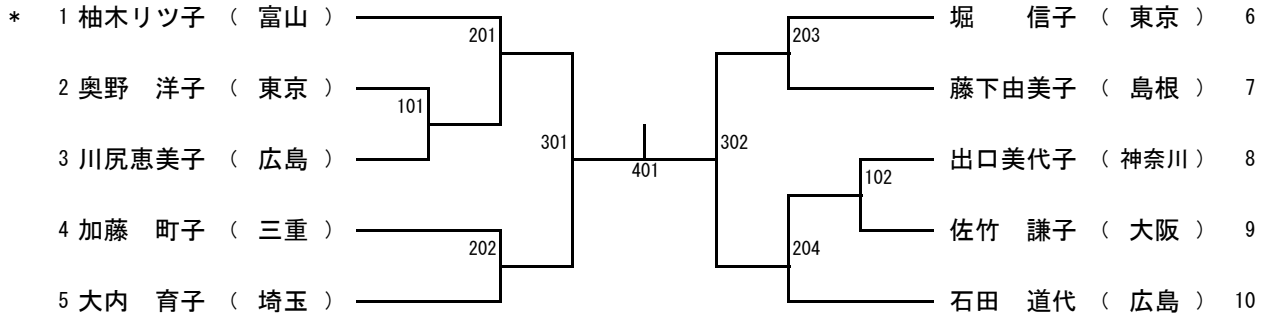 * 1 柚木リツ子 ( 富山 ) 201 203 堀　　信子 ( 東京 ) 6
2 奥野　洋子 ( 東京 ) 101 藤下由美子 ( 島根 ) 7
301 302
3 川尻恵美子 ( 広島 ) 401 出口美代子 ( 神奈川 ) 8
102
4 加藤　町子 ( 三重 ) 202 204 佐竹　謙子 ( 大阪 ) 9
5 大内　育子 ( 埼玉 ) 石田　道代 ( 広島 ) 10